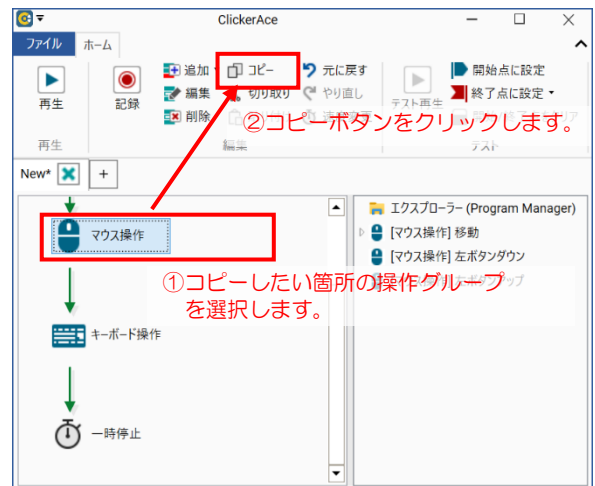 ClickerAce
ファイル ホーム
追加 コピー 元に戻す 開始点に設定
再生 記録 編集 切り取り やり直し テスト再生 終了点に設定
削除
②コピーボタンをクリックします。
再生 編集 テスト
New* +
エクスプローラー (Program Manager)
マウス操作 [マウス操作] 移動
[マウス操作] 左ボタンダウン
①コピーしたい箇所の操作グループ
を選択します。
キーボード操作
一時停止